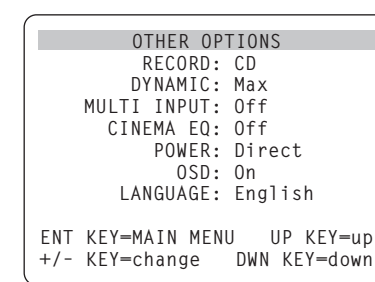 OTHER OPTIONS
RECORD: CD
DYNAMIC: Max
MULTI INPUT: Off
CINEMA EQ: Off
POWER: Direct
OSD: On
LANGUAGE: English
ENT KEY=MAIN MENU UP KEY=up
+/- KEY=change DWN KEY=down